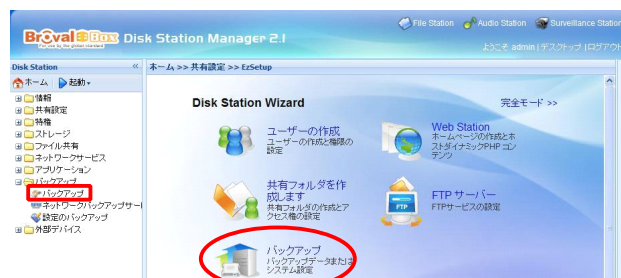 File Station Audio Station Surveillance Station
Broval Box Disk Station Manager 2.1
For use by the global standard
ようこそ admin | デスクトップ | ログアウト
Disk Station
ホーム >> 共有設定 >> EzSetup
ホーム 起動
情報
共有設定
特権
ストレージ
ファイル共有
ネットワークサービス
アプリケーション
バックアップ
バックアップ
ネットワークバックアップサー
設定のバックアップ
外部デバイス
Disk Station Wizard
完全モード >>
ユーザーの作成
ユーザーの作成と権限の
設定
Web Station
ホームページの作成とホ
ストダイナミックPHP コン
テンツ
共有フォルダを作
成します
共有フォルダの作成とア
クセス権の設定
FTP サーバー
FTPサービスの設定
バックアップ
バックアップデータまたは
システム設定